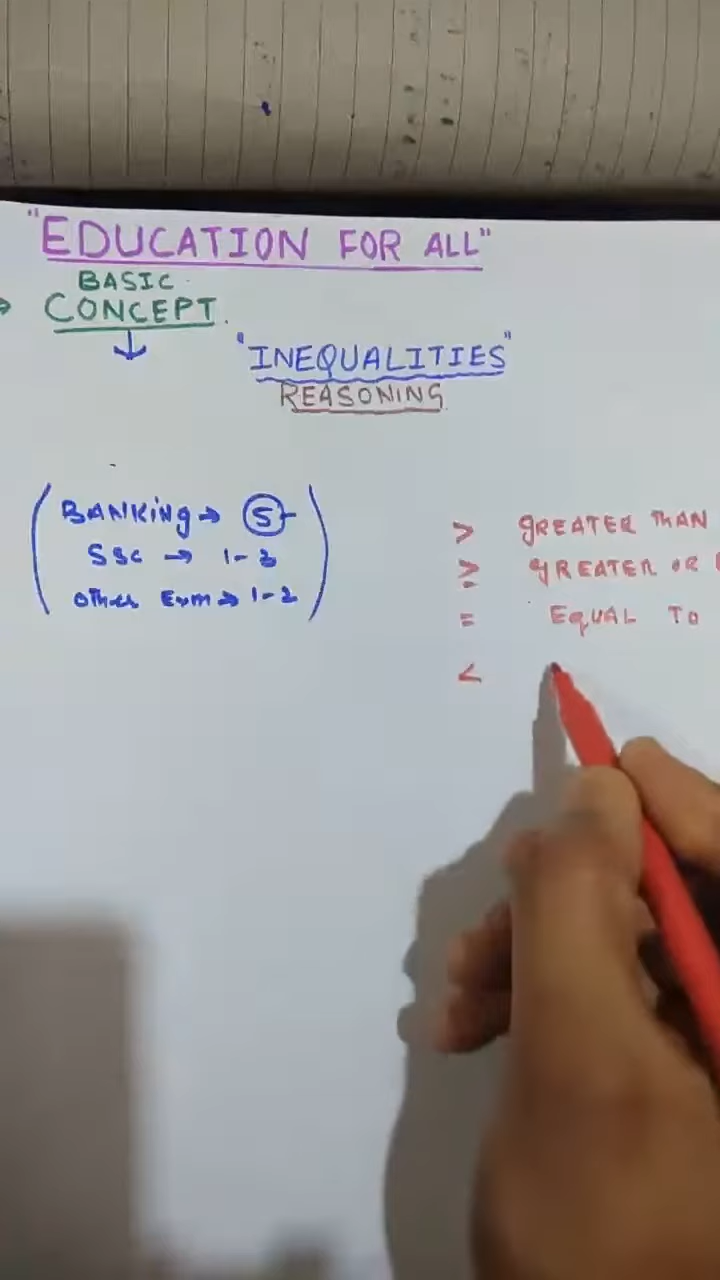 "EDUCATION FOR ALL"
BASIC
CONCEPT.
"INEQUALITIES"
REASONING
BANKING → 5
SSC → 1-3
Other Exm → 1-2
> GREATER THAN
≥ GREATER OR
= EQUAL TO
<